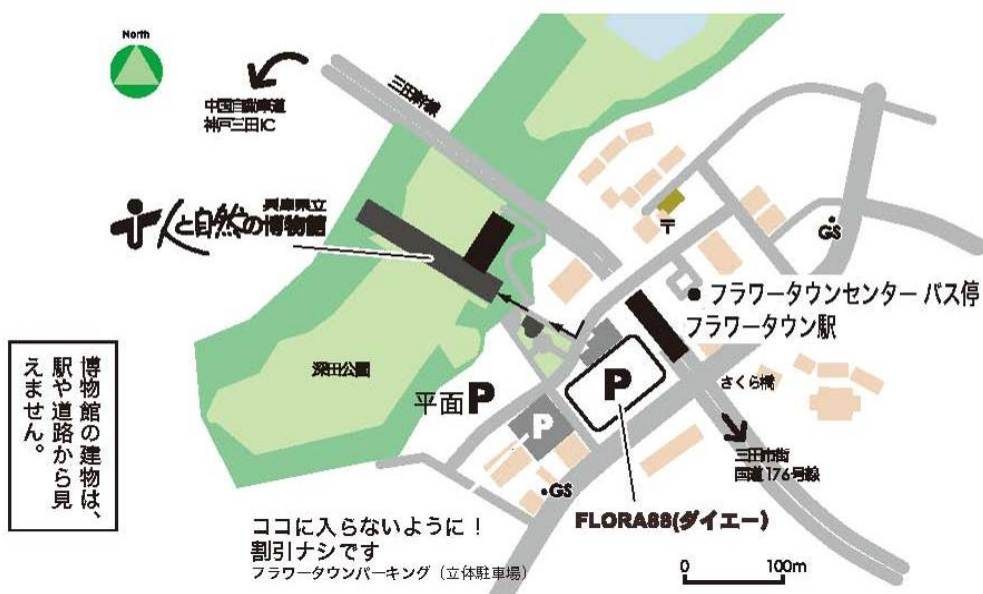 North
中国自動車道
神戸三田IC
三田幹線
兵庫県立
人と自然の博物館
〒
GS
フラワータウンセンター バス停
フラワータウン駅
深田公園
平面P
P
P
さくら橋
三田市街
国道176号線
GS
FLORA88(ダイエー)
ココに入らないように!
割引ナシです
フラワータウンパーキング(立体駐車場)
0 100m
博物館の建物は、
駅や道路から見
えません。